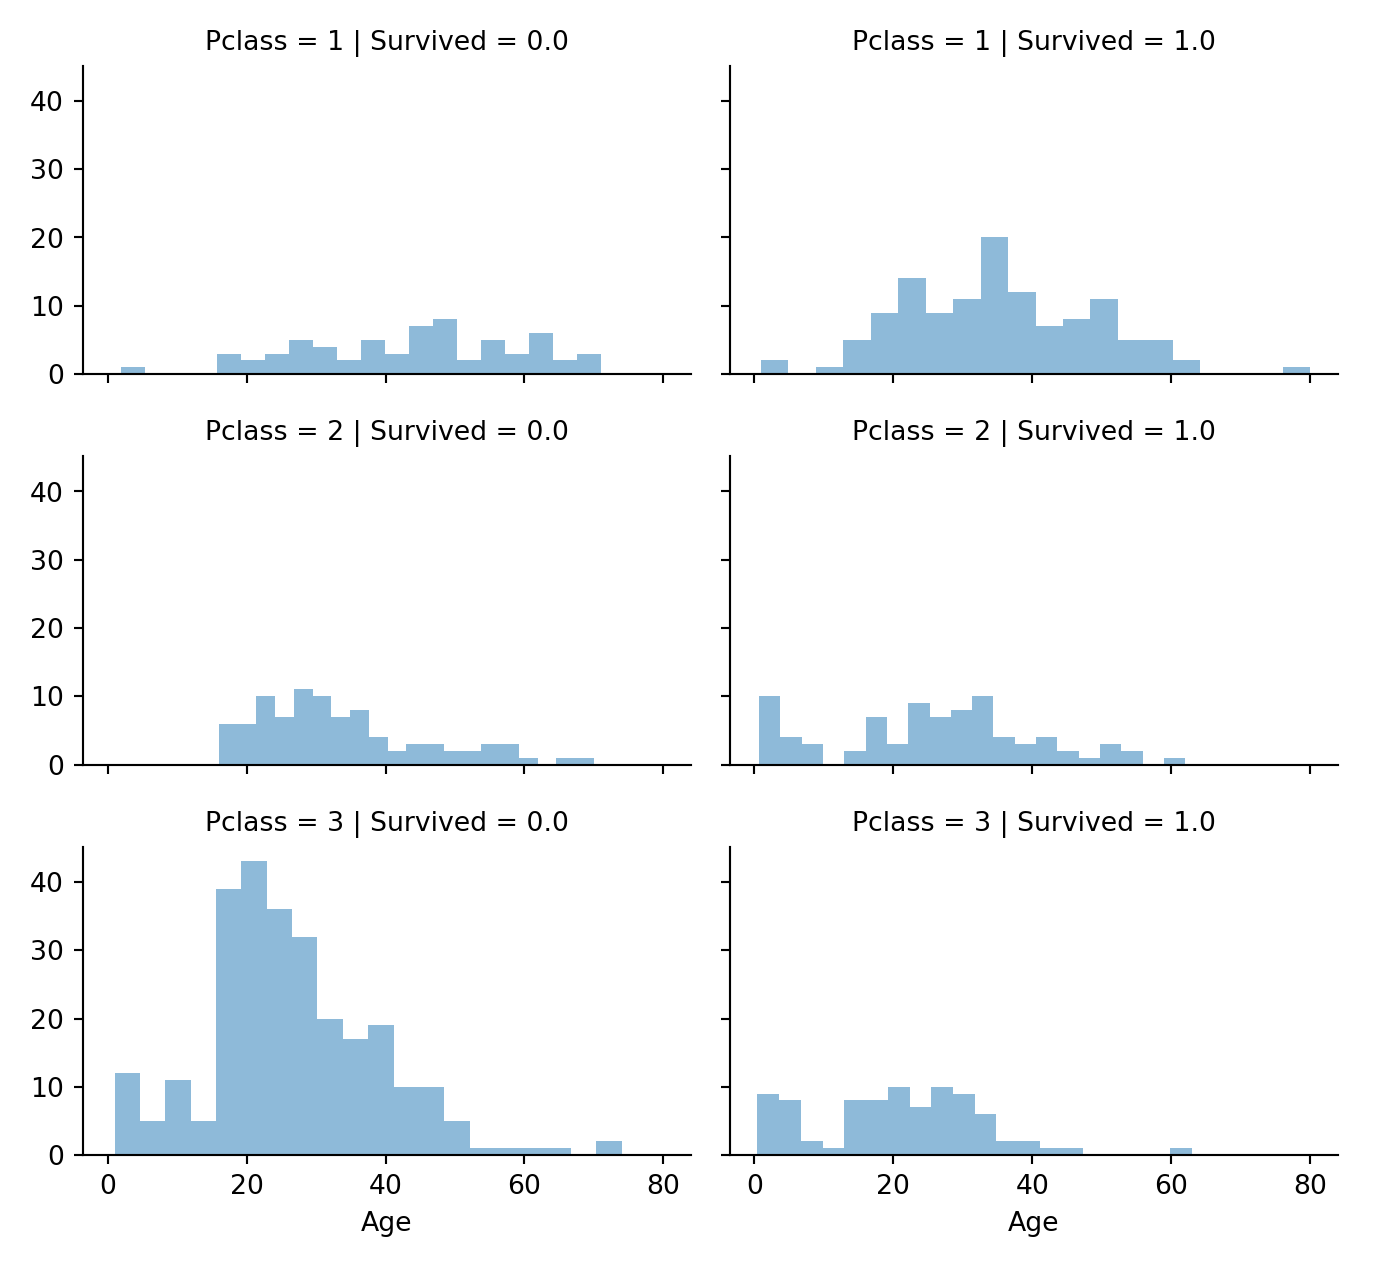 Pclass = 1 | Survived = 0.0
Pclass = 1 | Survived = 1.0
40
30
20
10
0
Pclass = 2 | Survived = 0.0
Pclass = 2 | Survived = 1.0
40
30
20
10
0
Pclass = 3 | Survived = 0.0
Pclass = 3 | Survived = 1.0
40
30
20
10
0
0 20 40 60 80
0 20 40 60 80
Age
Age